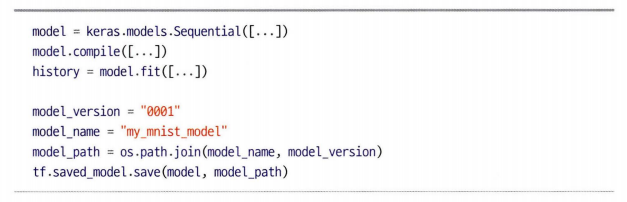 model = keras.models.Sequential([...])
model.compile([...])
history = model.fit([...])
model_version = "0001"
model_name = "my_mnist_model"
model_path = os.path.join(model_name, model_version)
tf.saved_model.save(model, model_path)